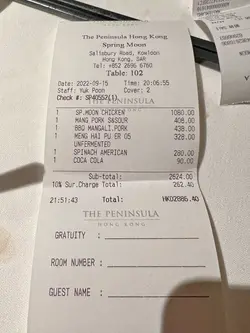 The Peninsula Hong Kong
Spring Moon
Salisbury Road, Kowloon
Hong Kong, SAR
Tel: +852 2696 6760
Table: 102
Date: 2022-09-15 Time: 20:06:55
Staff: Yuk Poon Cover: 2
Check #: SP40552(1)
THE PENINSULA
HONG KONG
1 SP.MOON CHICKEN 1080.00
1 MANG PORK S&SOUR 408.00
1 BBQ MANGALI.PORK 438.00
1 MENG HAI PU ER 05 328.00
UNFERMENTED
1 SPINACH AMERICAN 280.00
1 COCA COLA 90.00
Sub-total: 2624.00
10% Sur.Charge Total: 262.40
21:51:43 Total: HKD2886.40
THE PENINSULA
HONG KONG
GRATUITY :
ROOM NUMBER :
GUEST NAME :